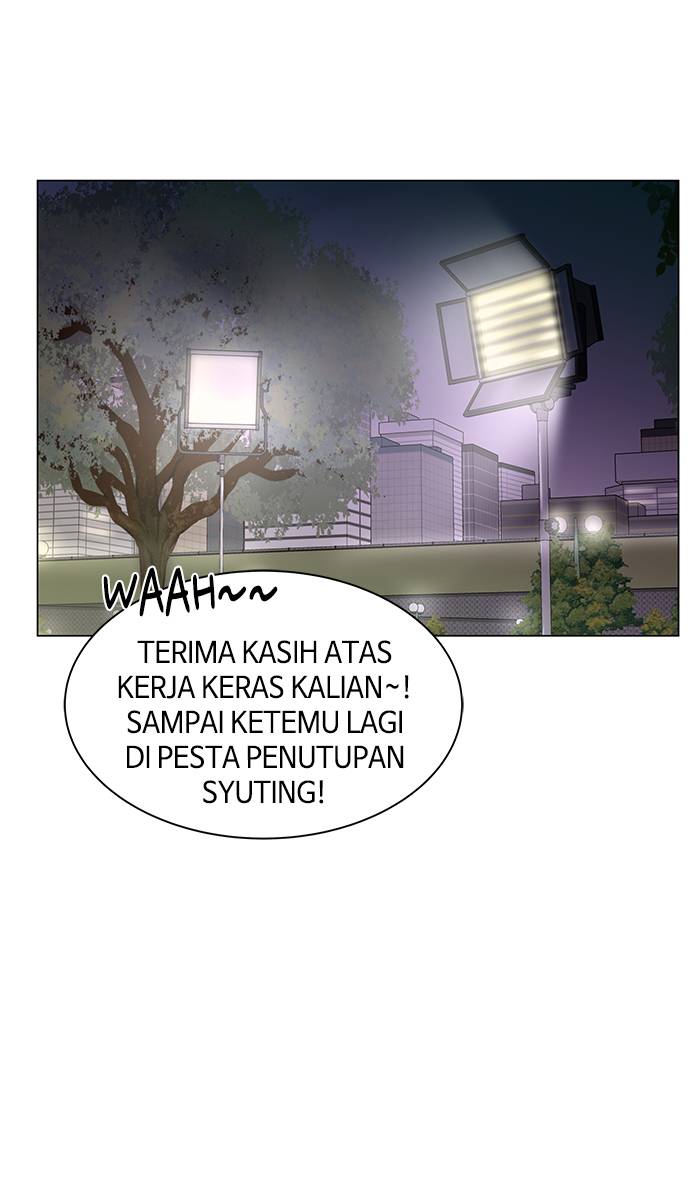 WAAH~~
TERIMA KASIH ATAS
KERJA KERAS KALIAN~!
SAMPAI KETEMU LAGI
DI PESTA PENUTUPAN
SYUTING!